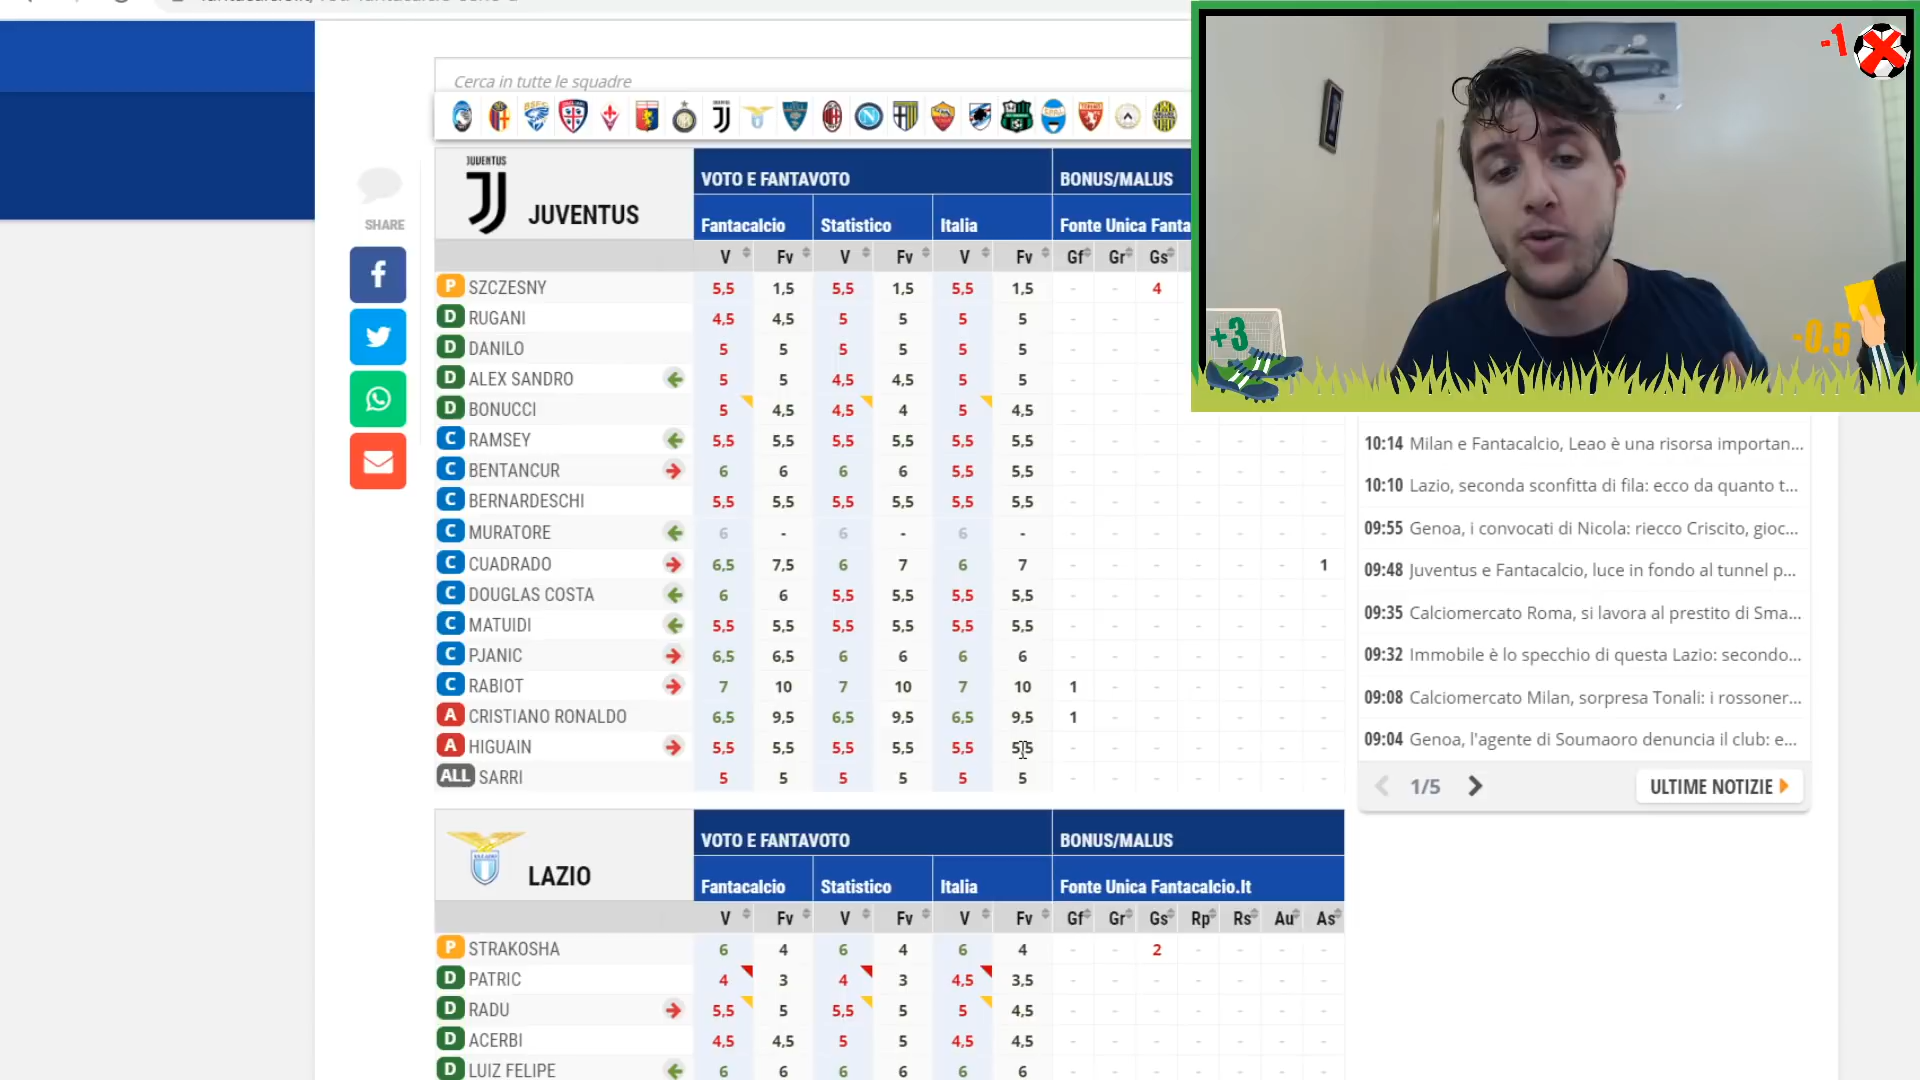 Cerca in tutte le squadre
JUVENTUS
JUVENTUS
VOTO E FANTAVOTO BONUS/MALUS
Fantacalcio Statistico Italia Fonte Unica Fanta
V Fv V Fv V Fv Gf Gr Gs
P SZCZESNY 5,5 1,5 5,5 1,5 5,5 1,5 - - 4
D RUGANI 4,5 4,5 5 5 5 5 - - -
D DANILO 5 5 5 5 5 5 - - -
D ALEX SANDRO 5 5 4,5 4,5 5 5 - - -
D BONUCCI 5 4,5 4,5 4 5 4,5 - - -
C RAMSEY 5,5 5,5 5,5 5,5 5,5 5,5 - - - - - - -
C BENTANCUR 6 6 6 6 5,5 5,5 - - - - - - -
C BERNARDESCHI 5,5 5,5 5,5 5,5 5,5 5,5 - - - - - - -
C MURATORE 6 - 6 - 6 - - - - - - - -
C CUADRADO 6,5 7,5 6 7 6 7 - - - - - - 1
C DOUGLAS COSTA 6 6 5,5 5,5 5,5 5,5 - - - - - - -
C MATUIDI 5,5 5,5 5,5 5,5 5,5 5,5 - - - - - - -
C PJANIC 6,5 6,5 6 6 6 6 - - - - - - -
C RABIOT 7 10 7 10 7 10 1 - - - - - -
A CRISTIANO RONALDO 6,5 9,5 6,5 9,5 6,5 9,5 1 - - - - - -
A HIGUAIN 5,5 5,5 5,5 5,5 5,5 5,5 - - - - - - -
ALL SARRI 5 5 5 5 5 5 - - - - - - -
LAZIO
VOTO E FANTAVOTO BONUS/MALUS
Fantacalcio Statistico Italia Fonte Unica Fantacalcio.It
V Fv V Fv V Fv Gf Gr Gs Rp Rs Au As
P STRAKOSHA 6 4 6 4 6 4 - - 2 - - - -
D PATRIC 4 3 4 3 4,5 3,5 - - - - - - -
D RADU 5,5 5 5,5 5 5 4,5 - - - - - - -
D ACERBI 4,5 4,5 5 5 4,5 4,5 - - - - - - -
D LUIZ FELIPE 6 6 6 6 6 6 - - - - - - -
SHARE
f
-1
+3
-0.5
10:14 Milan e Fantacalcio, Leao è una risorsa importan...
10:10 Lazio, seconda sconfitta di fila: ecco da quanto t...
09:55 Genoa, i convocati di Nicola: riecco Criscito, gioc...
09:48 Juventus e Fantacalcio, luce in fondo al tunnel p...
09:35 Calciomercato Roma, si lavora al prestito di Sma...
09:32 Immobile è lo specchio di questa Lazio: secondo...
09:08 Calciomercato Milan, sorpresa Tonali: i rossoner...
09:04 Genoa, l'agente di Soumaoro denuncia il club: e...
1/5
ULTIME NOTIZIE